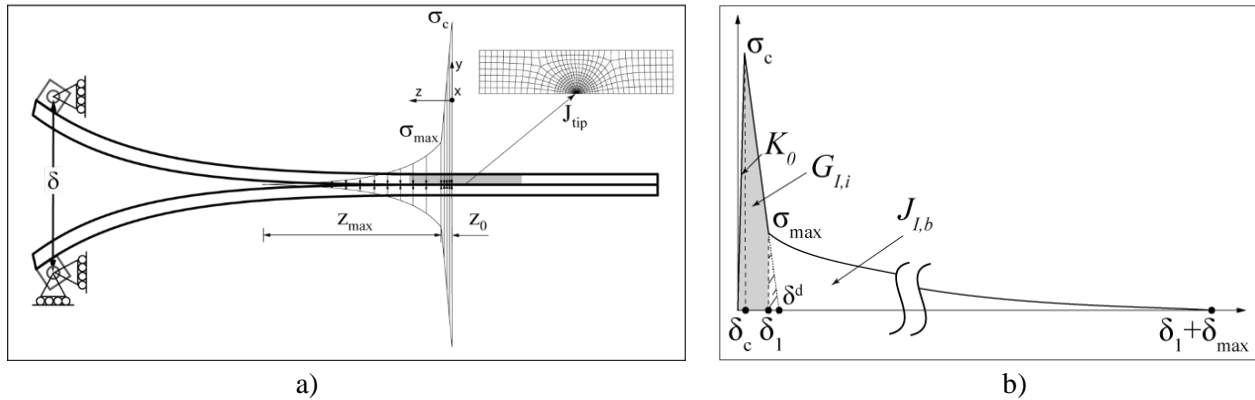 σc
y
z
x
Jtip
σmax
δ
zmax
z0
a)
σc
K0
GI,i
σmax
JI,b
δd
δc
δ1
δ1+δmax
b)